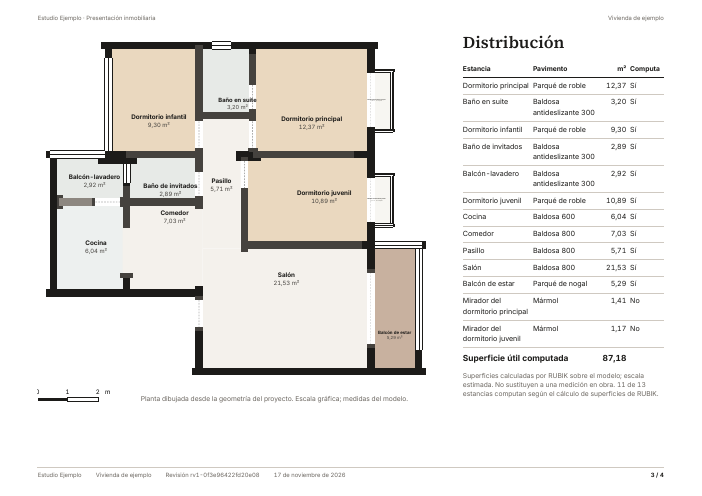 Estudio Ejemplo · Presentación inmobiliaria
Vivienda de ejemplo
Distribución
Estancia Pavimento m² Computa
Dormitorio principal Parqué de roble 12,37 Sí
Baño en suite Baldosa 3,20 Sí
antideslizante 300
Dormitorio infantil Parqué de roble 9,30 Sí
Baño de invitados Baldosa 2,89 Sí
antideslizante 300
Balcón-lavadero Baldosa 2,92 Sí
antideslizante 300
Dormitorio juvenil Parqué de roble 10,89 Sí
Cocina Baldosa 600 6,04 Sí
Comedor Baldosa 800 7,03 Sí
Pasillo Baldosa 800 5,71 Sí
Salón Baldosa 800 21,53 Sí
Balcón de estar Parqué de nogal 5,29 Sí
Mirador del Mármol 1,41 No
dormitorio principal
Mirador del Mármol 1,17 No
dormitorio juvenil
Superficie útil computada 87,18
Superficies calculadas por RUBIK sobre el modelo; escala
estimada. No sustituyen a una medición en obra. 11 de 13
estancias computan según el cálculo de superficies de RUBIK.
Baño en suite
3,20 m²
Dormitorio infantil
9,30 m²
Dormitorio principal
12,37 m²
Balcón-lavadero
2,92 m²
Baño de invitados
2,89 m²
Pasillo
5,71 m²
Dormitorio juvenil
10,89 m²
Comedor
7,03 m²
Cocina
6,04 m²
Salón
21,53 m²
Balcón de estar
5,29 m²
0 1 2 m
Planta dibujada desde la geometría del proyecto. Escala gráfica; medidas del modelo.
Estudio Ejemplo Vivienda de ejemplo Revisión rv1-0f3e96422fd20e08 17 de noviembre de 2026 3 / 4